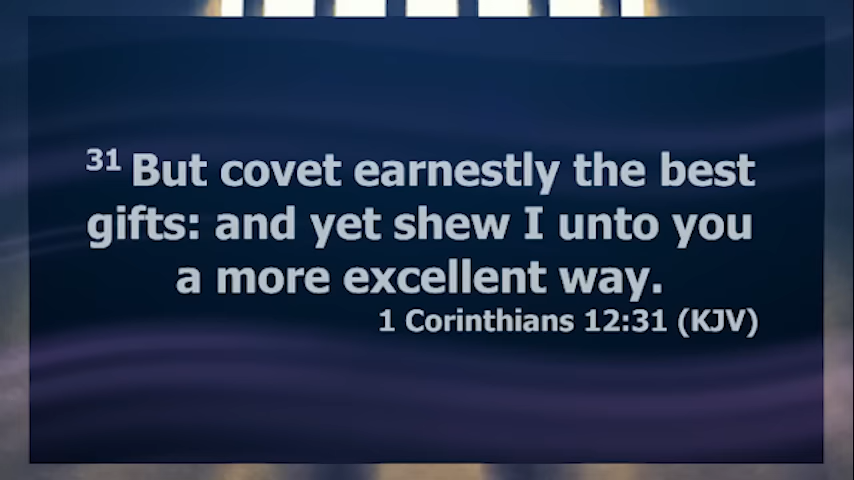 31 But covet earnestly the best
gifts: and yet shew I unto you
a more excellent way.
1 Corinthians 12:31 (KJV)